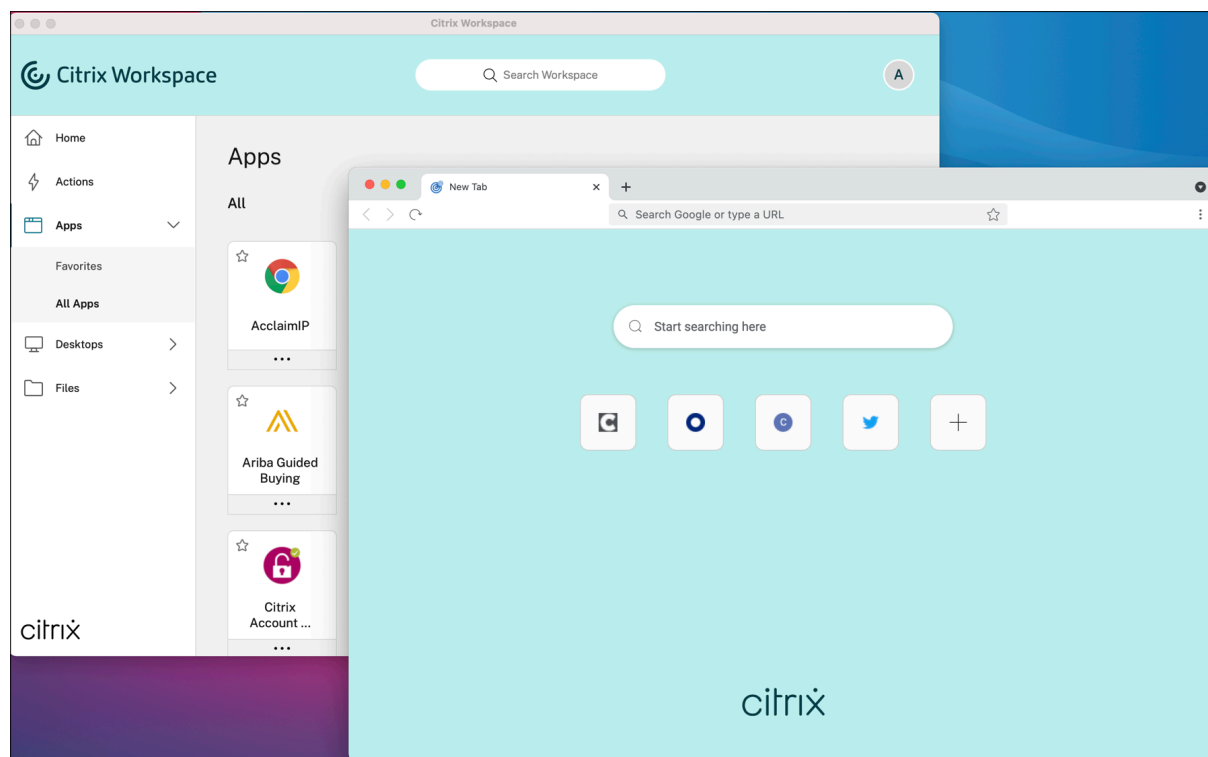 Citrix Workspace
Citrix Workspace
Search Workspace
A
Home
Actions
Apps
Favorites
All Apps
Desktops
Files
citrix
Apps
All
AcclaimIP
Ariba Guided
Buying
Citrix
Account ...
New Tab
Search Google or type a URL
Start searching here
C
C
citrix